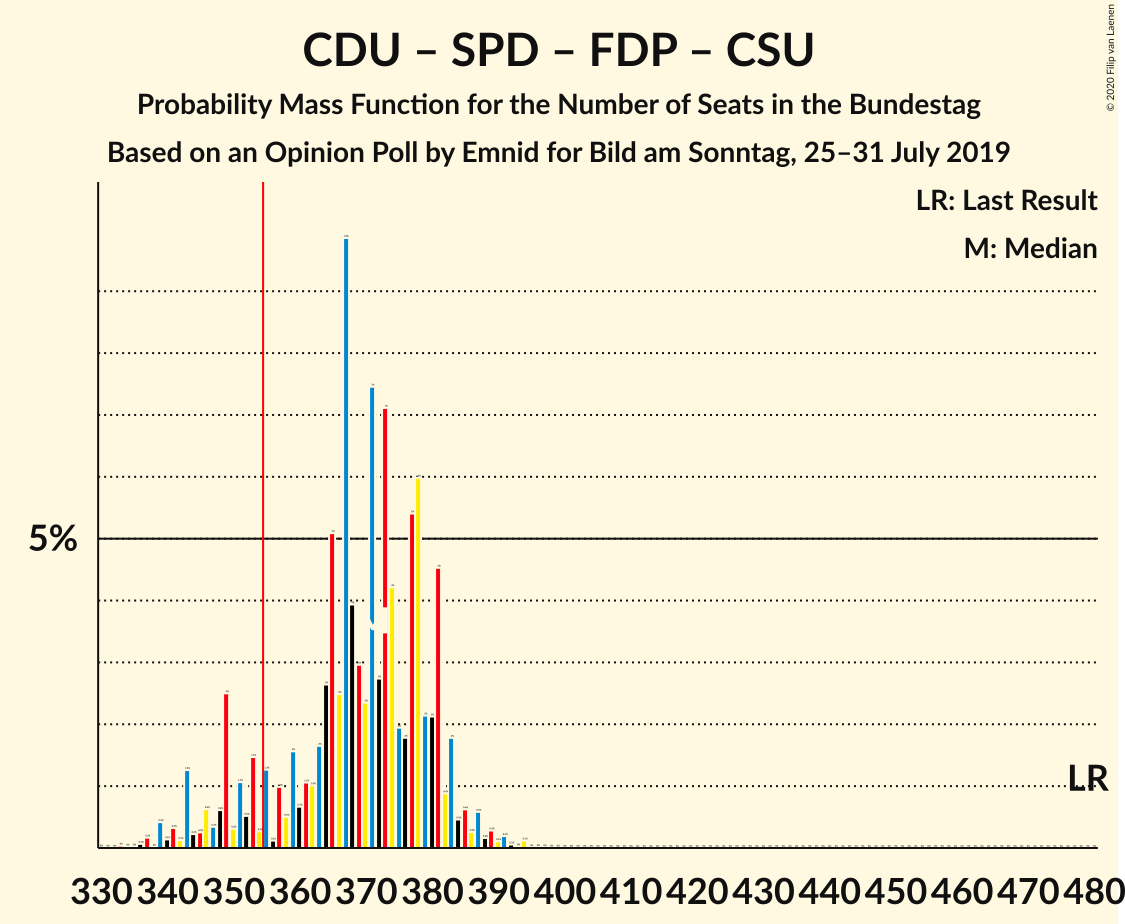 CDU – SPD – FDP – CSU
Probability Mass Function for the Number of Seats in the Bundestag
Based on an Opinion Poll by Emnid for Bild am Sonntag, 25–31 July 2019
© 2020 Filip van Laenen
LR: Last Result
M: Median
5%
LR
330 340 350 360 370 380 390 400 410 420 430 440 450 460 470 480